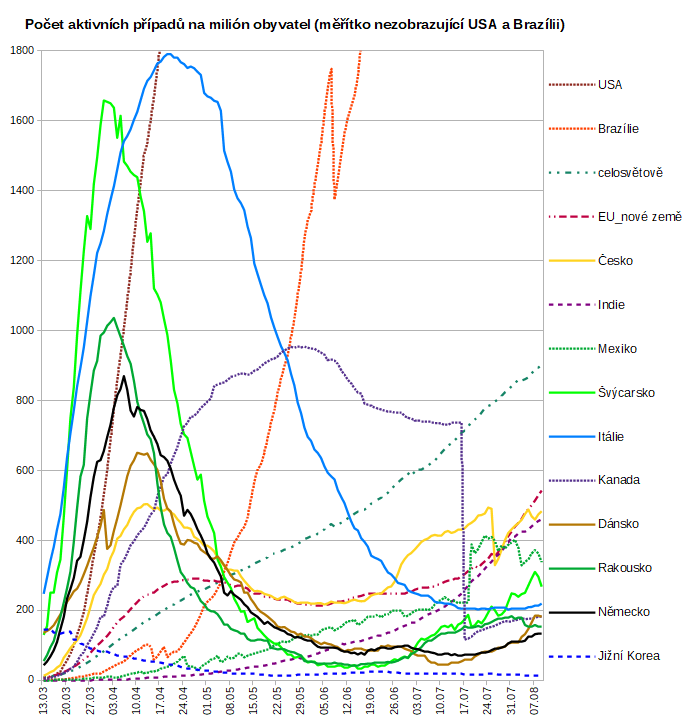 Počet aktivních případů na milión obyvatel (měřítko nezobrazující USA a Brazílii)
1800
1600
1400
1200
1000
800
600
400
200
0
13.03
20.03
27.03
03.04
10.04
17.04
24.04
01.05
08.05
15.05
22.05
29.05
05.06
12.06
19.06
26.06
03.07
10.07
17.07
24.07
31.07
07.08
USA
Brazílie
celosvětově
EU_nové země
Česko
Indie
Mexiko
Švýcarsko
Itálie
Kanada
Dánsko
Rakousko
Německo
Jižní Korea